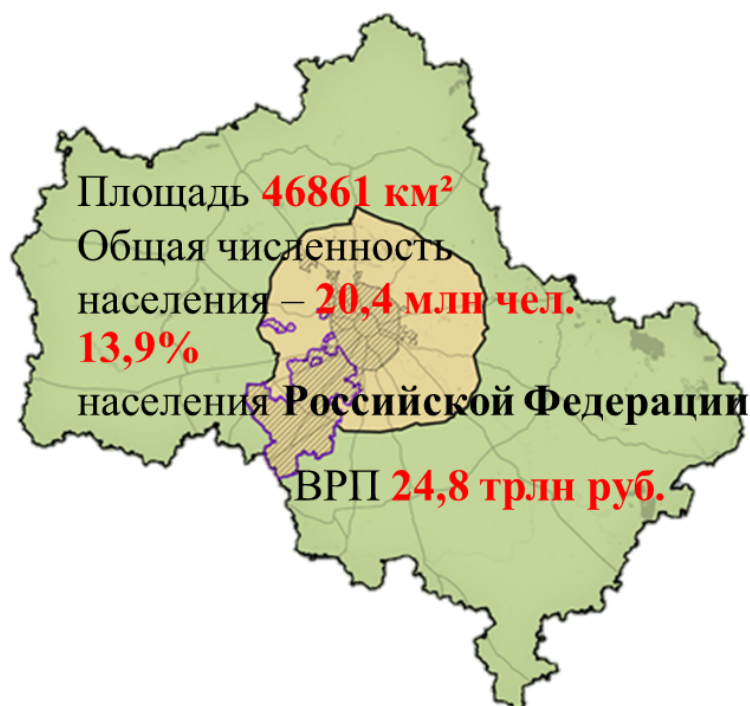 Площадь 46861 км²
Общая численность
населения – 20,4 млн чел.
13,9%
населения Российской Федерации
ВРП 24,8 трлн руб.